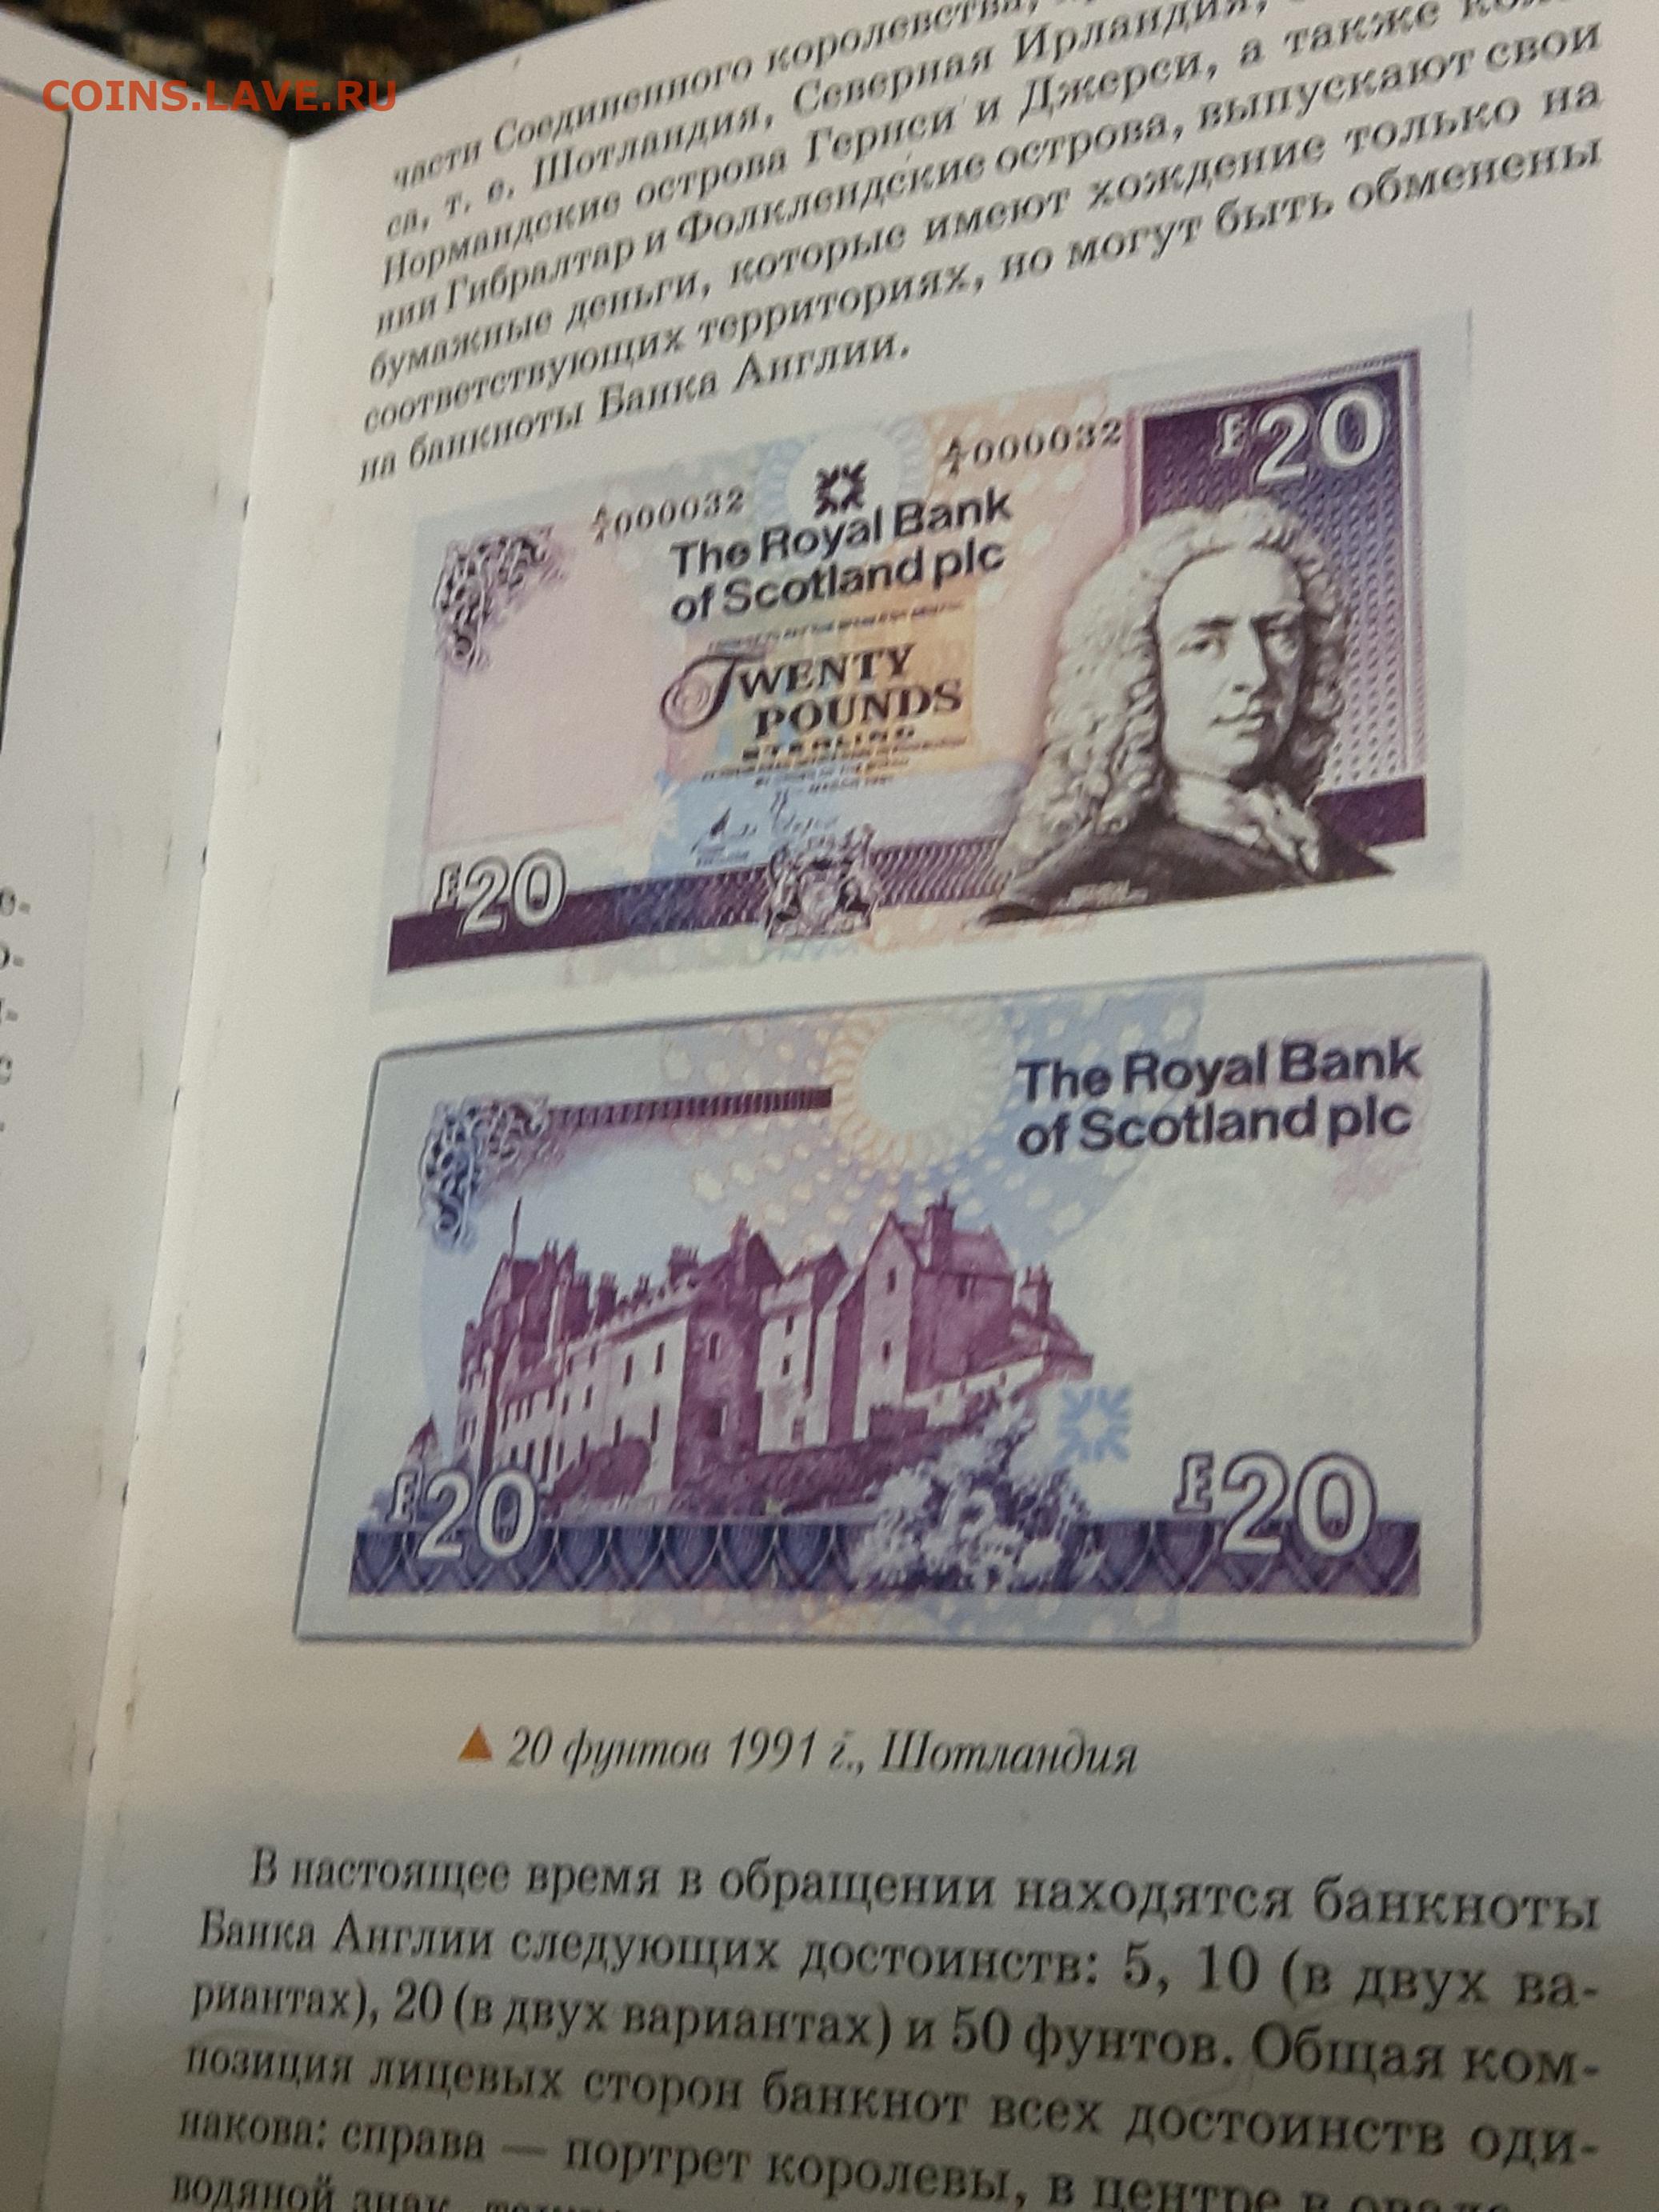 COINS.LAVE.RU
части Соединенного королевства,
са, т. е. Шотландия, Северная Ирландия,
Нормандские острова Гернси и Джерси, а также
нии Гибралтар и Фолклендские острова, выпускают свои
бумажные деньги, которые имеют хождение только на
соответствующих территориях, но могут быть обменены
на банкноты Банка Англии.
A/1 000032
A/1 000032
£20
The Royal Bank
of Scotland plc
TWENTY
POUNDS
STERLING
£20
The Royal Bank
of Scotland plc
£20
£20
▲ 20 фунтов 1991 г., Шотландия
В настоящее время в обращении находятся банкноты
Банка Англии следующих достоинств: 5, 10 (в двух ва-
риантах), 20 (в двух вариантах) и 50 фунтов. Общая ком-
позиция лицевых сторон банкнот всех достоинств оди-
накова: справа — портрет королевы, в центре в овале
водяной знак,